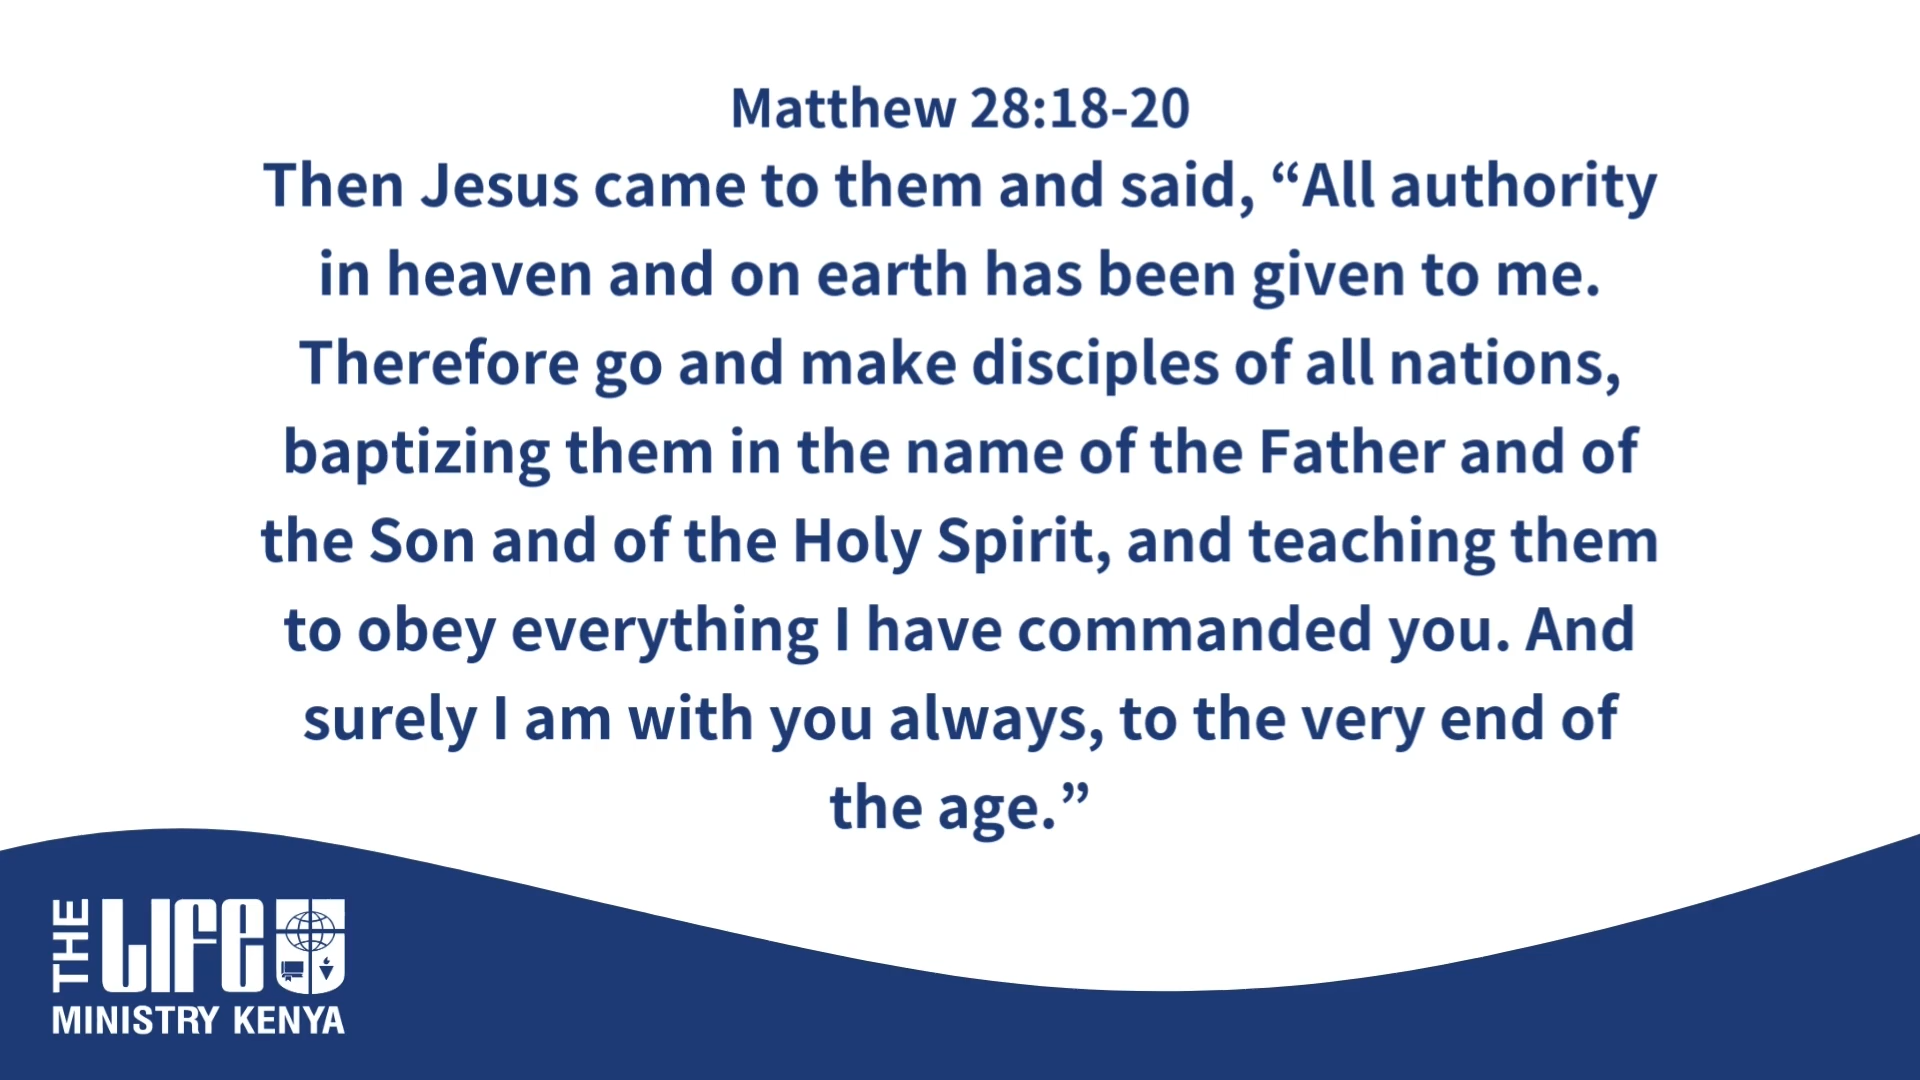 Matthew 28:18-20
Then Jesus came to them and said, “All authority
in heaven and on earth has been given to me.
Therefore go and make disciples of all nations,
baptizing them in the name of the Father and of
the Son and of the Holy Spirit, and teaching them
to obey everything I have commanded you. And
surely I am with you always, to the very end of
the age.”
THE LIFE
MINISTRY KENYA